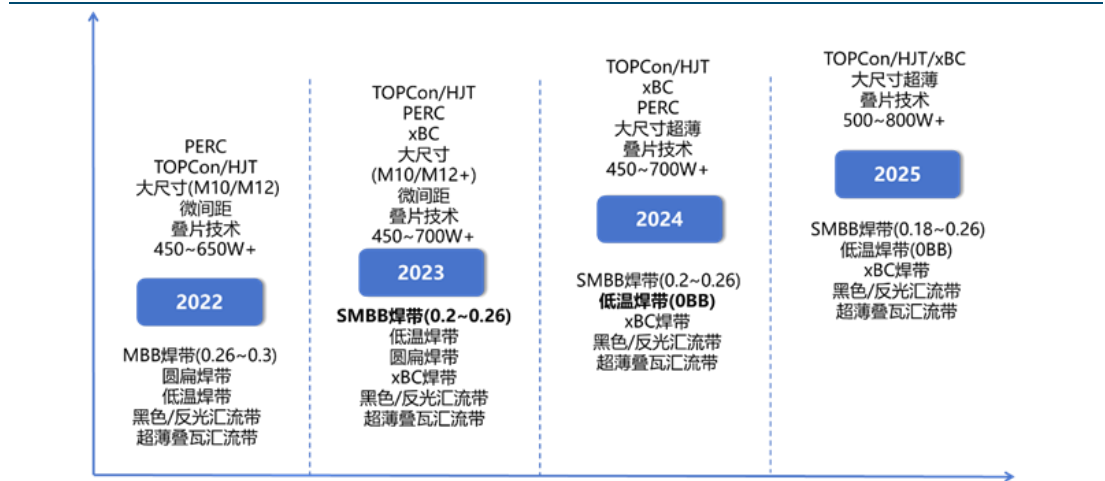 PERC
TOPCon/HJT
大尺寸(M10/M12)
微间距
叠片技术
450~650W+
2022
MBB焊带(0.26~0.3)
圆扁焊带
低温焊带
黑色/反光汇流带
超薄叠瓦汇流带
TOPCon/HJT
PERC
xBC
大尺寸
(M10/M12+)
微间距
叠片技术
450~700W+
2023
SMBB焊带(0.2~0.26)
低温焊带
圆扁焊带
xBC焊带
黑色/反光汇流带
超薄叠瓦汇流带
TOPCon/HJT
xBC
PERC
大尺寸超薄
叠片技术
450~700W+
2024
SMBB焊带(0.2~0.26)
低温焊带(0BB)
xBC焊带
黑色/反光汇流带
超薄叠瓦汇流带
TOPCon/HJT/xBC
大尺寸超薄
叠片技术
500~800W+
2025
SMBB焊带(0.18~0.26)
低温焊带(0BB)
xBC焊带
黑色/反光汇流带
超薄叠瓦汇流带